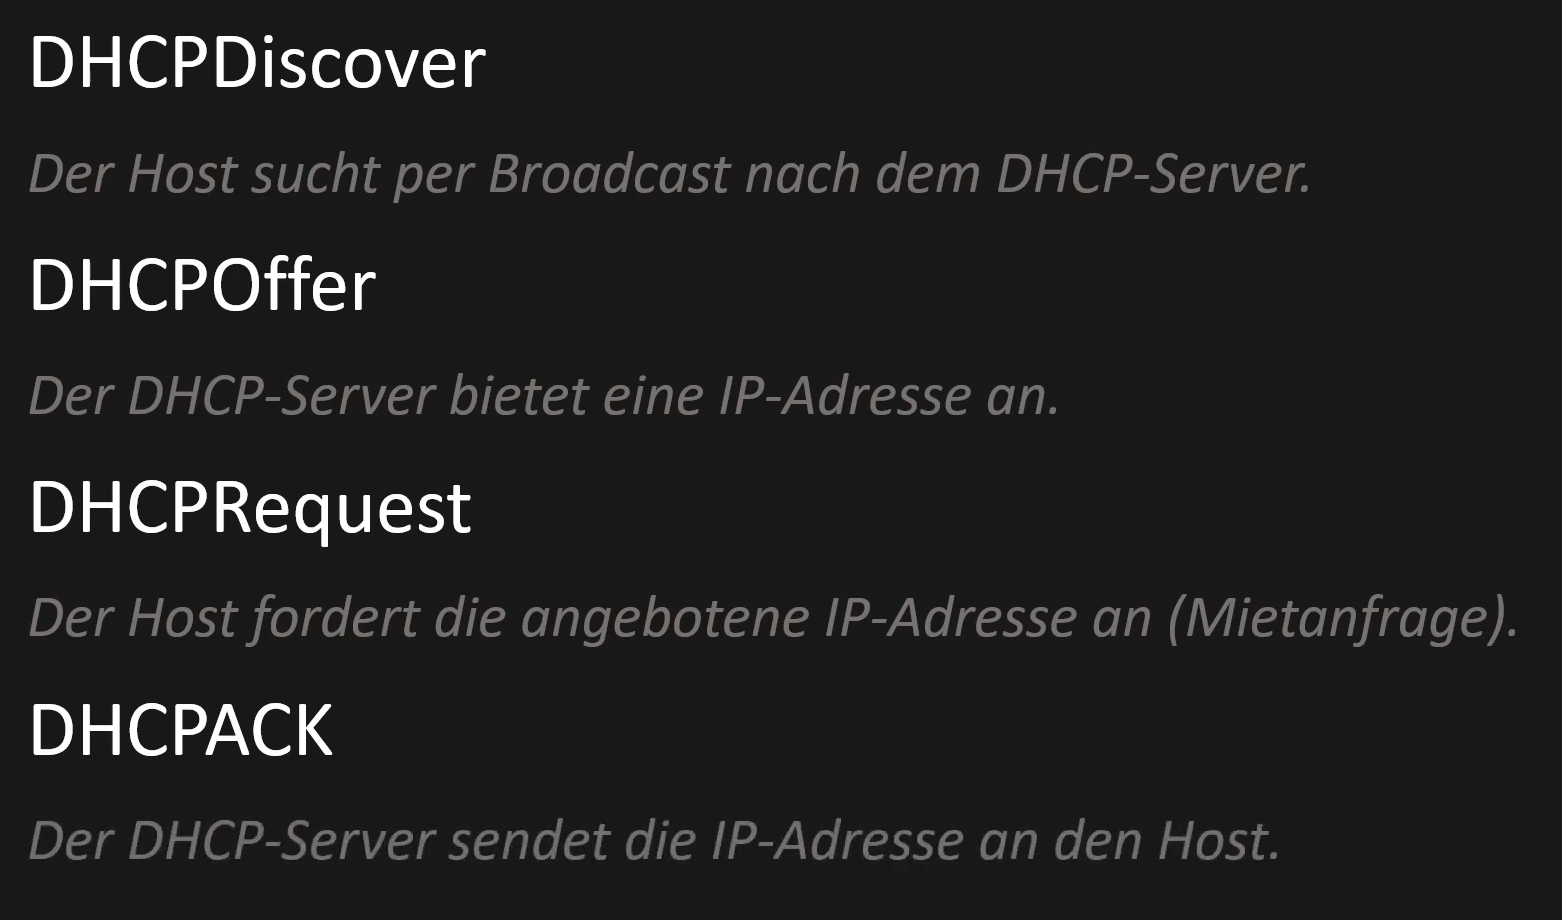 DHCPDiscover
Der Host sucht per Broadcast nach dem DHCP-Server.
DHCPOffer
Der DHCP-Server bietet eine IP-Adresse an.
DHCPRequest
Der Host fordert die angebotene IP-Adresse an (Mietanfrage).
DHCPACK
Der DHCP-Server sendet die IP-Adresse an den Host.